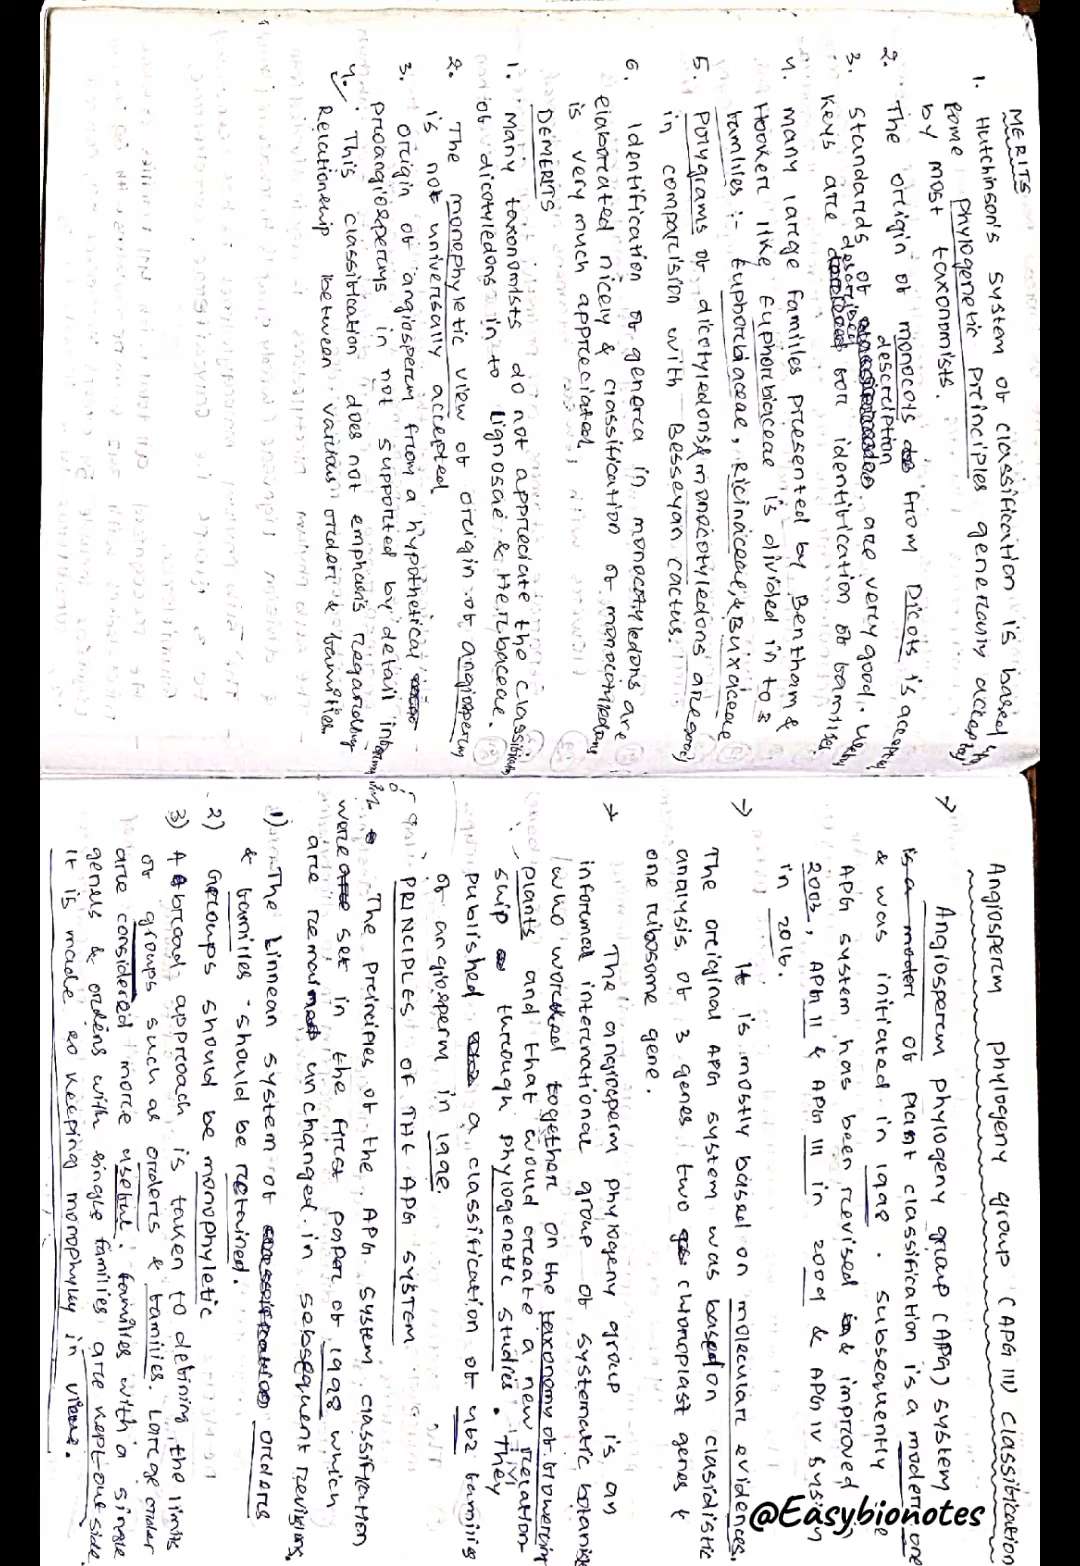 MERITS
1. Hutchinson's system of classification is based on
some phylogenetic principles generally accepted
by most taxonomists.
2. The origin of monocots from Dicots is accepted
description
3. Standards of are very good. Useful
Keys are described for identification of families
4. Many large families presented by Bentham &
Hooker like Euphorbiaceae is divided in to 3
families :- Euphorbiaceae, Ricinaceae, & Buixaceae
5. Polygrams of dicotyledons & monocotyledons are more
in comparision with Besseyan cactus.
6. Identification of genera in monocotyledons are
elaborated nicely & classification of monocotyledons
is very much appreciated.
DEMERITS
1. Many taxonomists do not appreciate the classification
of dicotyledons in to Lignosae & Herbaceae.
2. The monophyletic view of origin of angiosperm
is not universally accepted
3. Origin of angiosperm from a hypothetical
proangiosperms in not supported by detail information
4. This classification does not emphasis regarding
Relationship between various order & families
Angiosperm phylogeny group (APG III) classification
→ Angiosperm phylogeny group (APG) system
is a modern of plant classification is a modern one
& was initiated in 1998. Subsequently the
APG system has been revised & improved in
2003, APG II & APG III in 2009 & APG IV system
in 2016.
→ It is mostly based on molecular evidences.
The original APG system was based on cladistic
analysis of 3 genes two chloroplast genes &
one ribosome gene.
→ The angiosperm phylogeny group is an
informal international group of systematic botanists
who worked together on the taxonomy of flowering
plants and that would create a new relation-
ship through phylogenetic studies. They
published a classification of 462 families
of angiosperm in 1998.
PRINCIPLES OF THE APG SYSTEM
The principles of the APG system classification
were set in the first paper of 1998 which
are remained unchanged in sebsequent revisions.
1) The Linnean system of orders
& families should be retained.
2) Groups should be monophyletic
3) A broad approach is taken to defining the limits
of groups such as orders & families. Large order
are considered more useful. families with a single
genus & orders with single families are kept out side.
It is made so keeping monophyly in views.
@Easybionotes